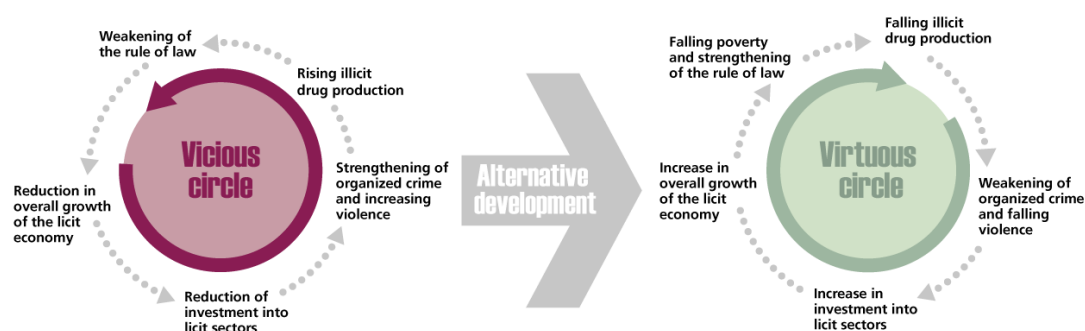 Weakening of
the rule of law
Rising illicit
drug production
Vicious
circle
Reduction in
overall growth
of the licit
economy
Strengthening of
organized crime
and increasing
violence
Reduction of
investment into
licit sectors
Alternative
development
Falling poverty
and strengthening
of the rule of law
Falling illicit
drug production
Virtuous
circle
Increase in
overall growth
of the licit
economy
Weakening of
organized crime
and falling
violence
Increase in
investment into
licit sectors